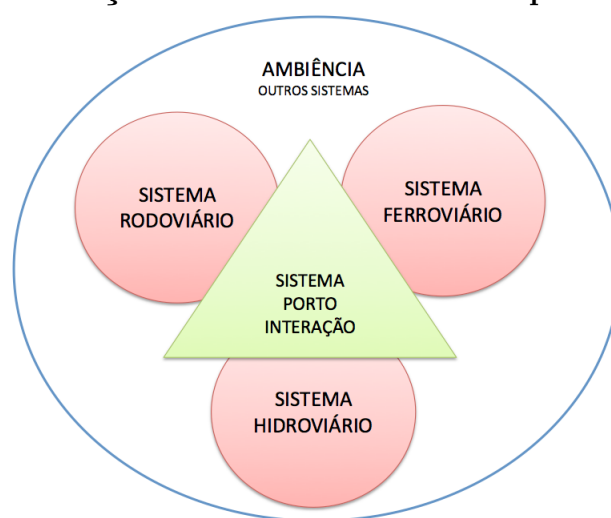 AMBIÊNCIA
OUTROS SISTEMAS
SISTEMA
RODOVIÁRIO
SISTEMA
FERROVIÁRIO
SISTEMA
PORTO
INTERAÇÃO
SISTEMA
HIDROVIÁRIO